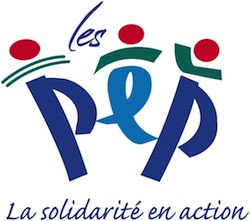 les
pep
La solidarité en action